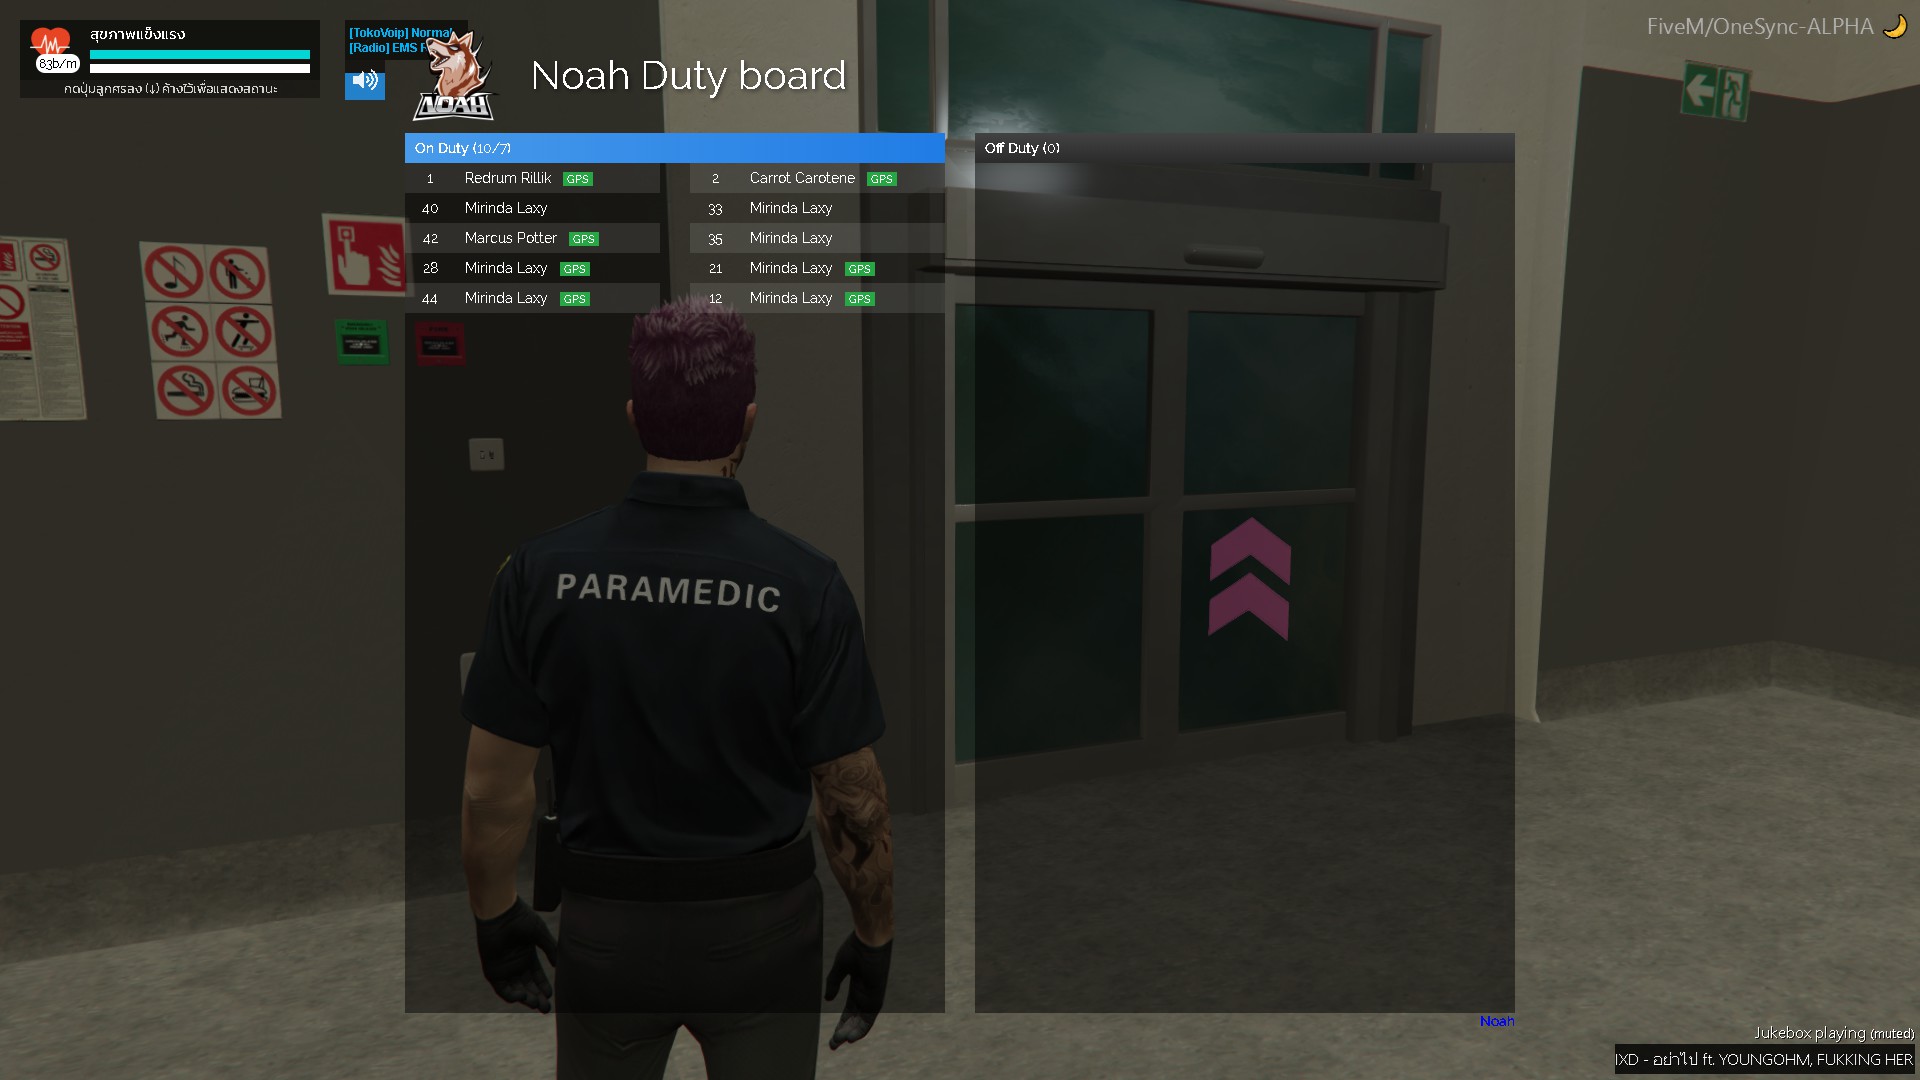 สุขภาพแข็งแรง
83b/m
กดปุ่มลูกศรลง (↓) ค้างไว้เพื่อแสดงสถานะ
[TokoVoip] Normal
[Radio] EMS
NOAH
Noah Duty board
FiveM/OneSync-ALPHA
On Duty (10/7)
1 Redrum Rillik GPS
2 Carrot Carotene GPS
40 Mirinda Laxy
33 Mirinda Laxy
42 Marcus Potter GPS
35 Mirinda Laxy
28 Mirinda Laxy GPS
21 Mirinda Laxy GPS
44 Mirinda Laxy GPS
12 Mirinda Laxy GPS
Off Duty (0)
PARAMEDIC
Noah
Jukebox playing (muted)
IXD - อย่าไป ft. YOUNGOHM, FUKKING HER